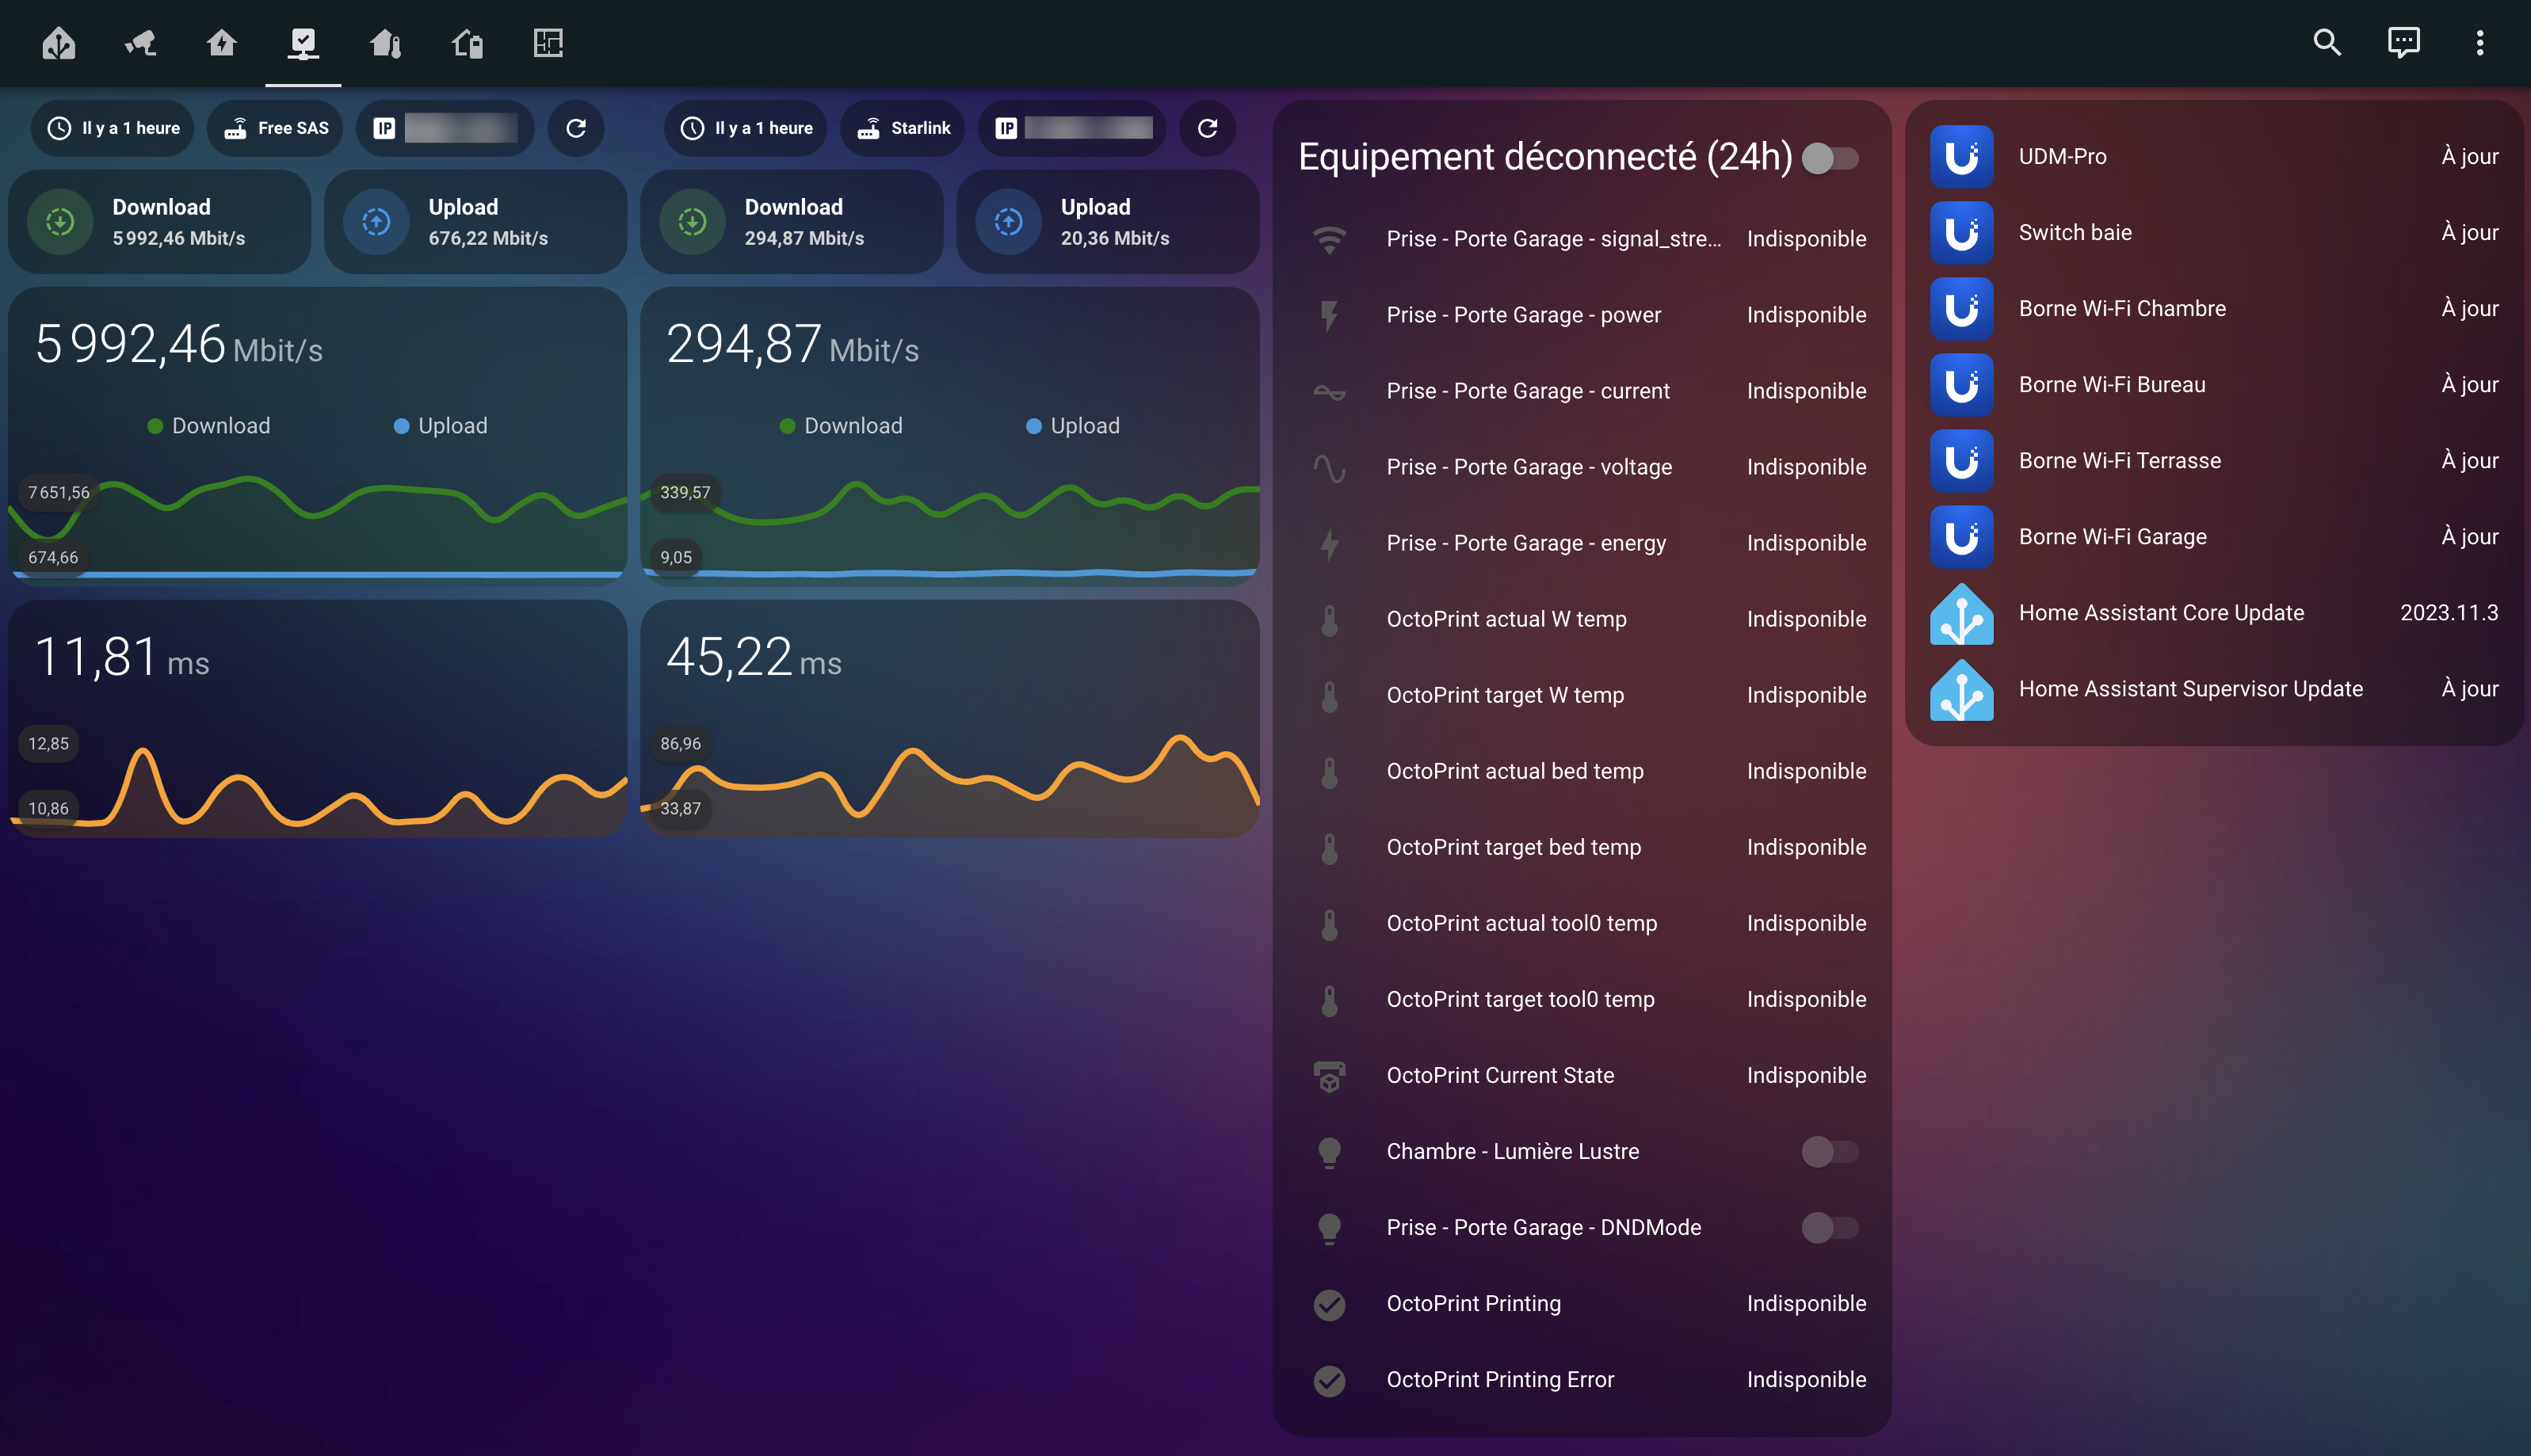 Il y a 1 heure
Free SAS
IP
Download
5 992,46 Mbit/s
Upload
676,22 Mbit/s
5 992,46 Mbit/s
Download
Upload
7 651,56
674,66
11,81 ms
12,85
10,86
Il y a 1 heure
Starlink
IP
Download
294,87 Mbit/s
Upload
20,36 Mbit/s
294,87 Mbit/s
Download
Upload
339,57
9,05
45,22 ms
86,96
33,87
Equipement déconnecté (24h)
Prise - Porte Garage - signal_stre... Indisponible
Prise - Porte Garage - power Indisponible
Prise - Porte Garage - current Indisponible
Prise - Porte Garage - voltage Indisponible
Prise - Porte Garage - energy Indisponible
OctoPrint actual W temp Indisponible
OctoPrint target W temp Indisponible
OctoPrint actual bed temp Indisponible
OctoPrint target bed temp Indisponible
OctoPrint actual tool0 temp Indisponible
OctoPrint target tool0 temp Indisponible
OctoPrint Current State Indisponible
Chambre - Lumière Lustre
Prise - Porte Garage - DNDMode
OctoPrint Printing Indisponible
OctoPrint Printing Error Indisponible
UDM-Pro À jour
Switch baie À jour
Borne Wi-Fi Chambre À jour
Borne Wi-Fi Bureau À jour
Borne Wi-Fi Terrasse À jour
Borne Wi-Fi Garage À jour
Home Assistant Core Update 2023.11.3
Home Assistant Supervisor Update À jour